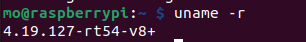 mo@raspberrypi:~ $ uname -r
4.19.127-rt54-v8+